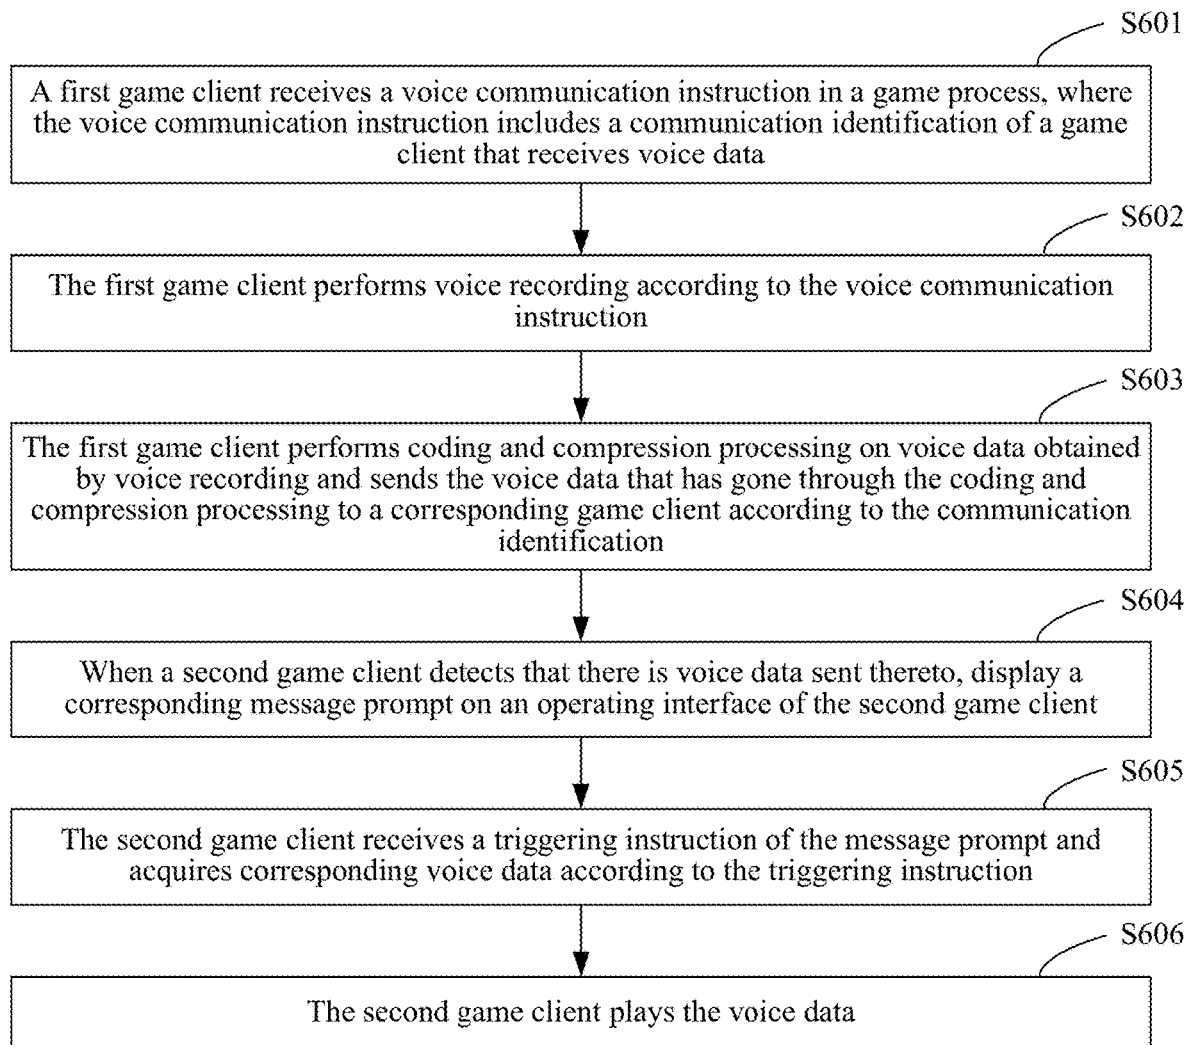 S601
A first game client receives a voice communication instruction in a game process, where
the voice communication instruction includes a communication identification of a game
client that receives voice data
S602
The first game client performs voice recording according to the voice communication
instruction
S603
The first game client performs coding and compression processing on voice data obtained
by voice recording and sends the voice data that has gone through the coding and
compression processing to a corresponding game client according to the communication
identification
S604
When a second game client detects that there is voice data sent thereto, display a
corresponding message prompt on an operating interface of the second game client
S605
The second game client receives a triggering instruction of the message prompt and
acquires corresponding voice data according to the triggering instruction
S606
The second game client plays the voice data